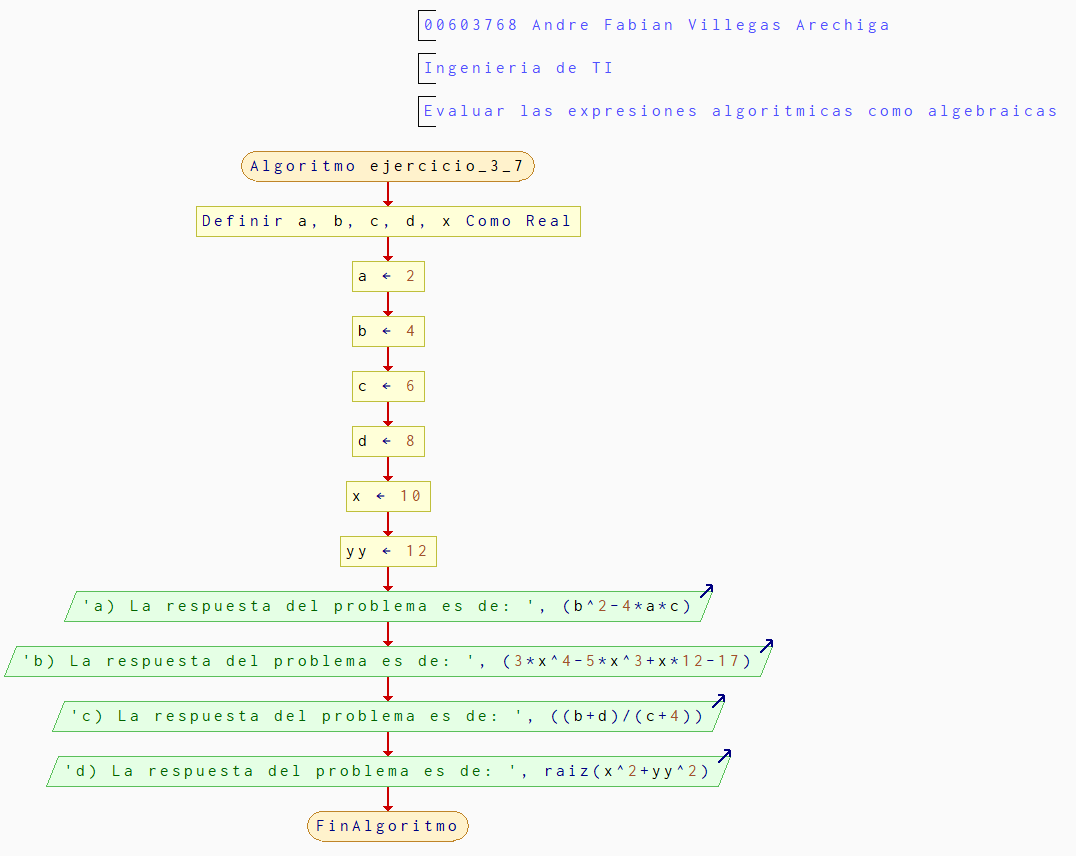 00603768 Andre Fabian Villegas Arechiga
Ingenieria de TI
Evaluar las expresiones algoritmicas como algebraicas
Algoritmo ejercicio_3_7
Definir a, b, c, d, x Como Real
a ← 2
b ← 4
c ← 6
d ← 8
x ← 10
yy ← 12
'a) La respuesta del problema es de: ', (b^2-4*a*c)
'b) La respuesta del problema es de: ', (3*x^4-5*x^3+x*12-17)
'c) La respuesta del problema es de: ', ((b+d)/(c+4))
'd) La respuesta del problema es de: ', raiz(x^2+yy^2)
FinAlgoritmo